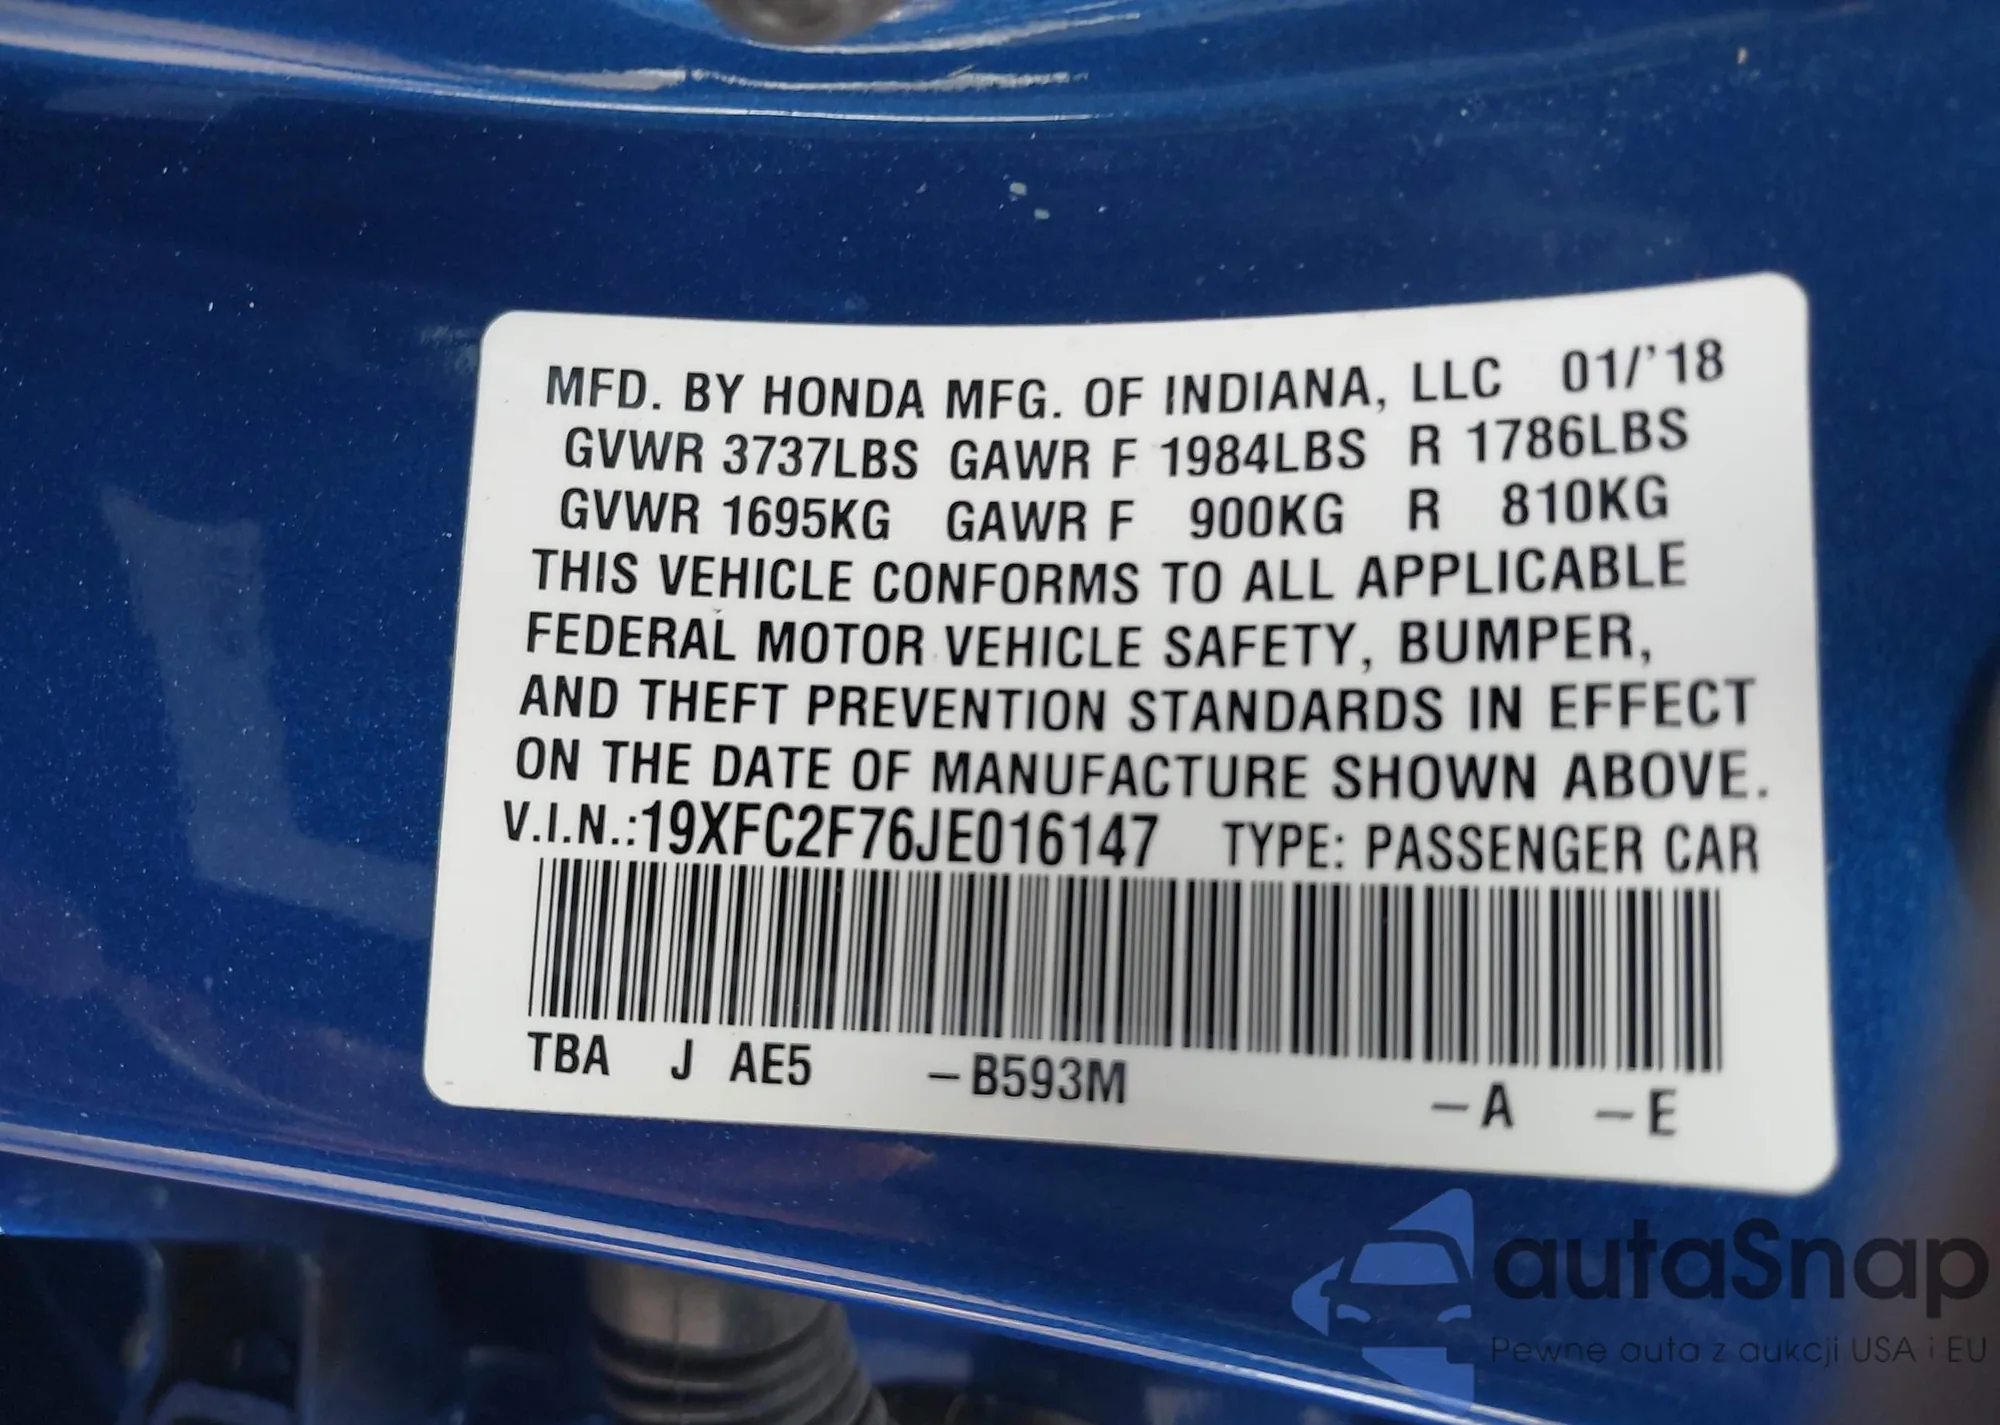 MFD. BY HONDA MFG. OF INDIANA, LLC 01/'18
GVWR 3737LBS GAWR F 1984LBS R 1786LBS
GVWR 1695KG GAWR F 900KG R 810KG
THIS VEHICLE CONFORMS TO ALL APPLICABLE
FEDERAL MOTOR VEHICLE SAFETY, BUMPER,
AND THEFT PREVENTION STANDARDS IN EFFECT
ON THE DATE OF MANUFACTURE SHOWN ABOVE.
V.I.N.:19XFC2F76JE016147 TYPE: PASSENGER CAR
TBA J AE5 –B593M –A –E
autaSnap
Pewne auta z aukcji USA i EU